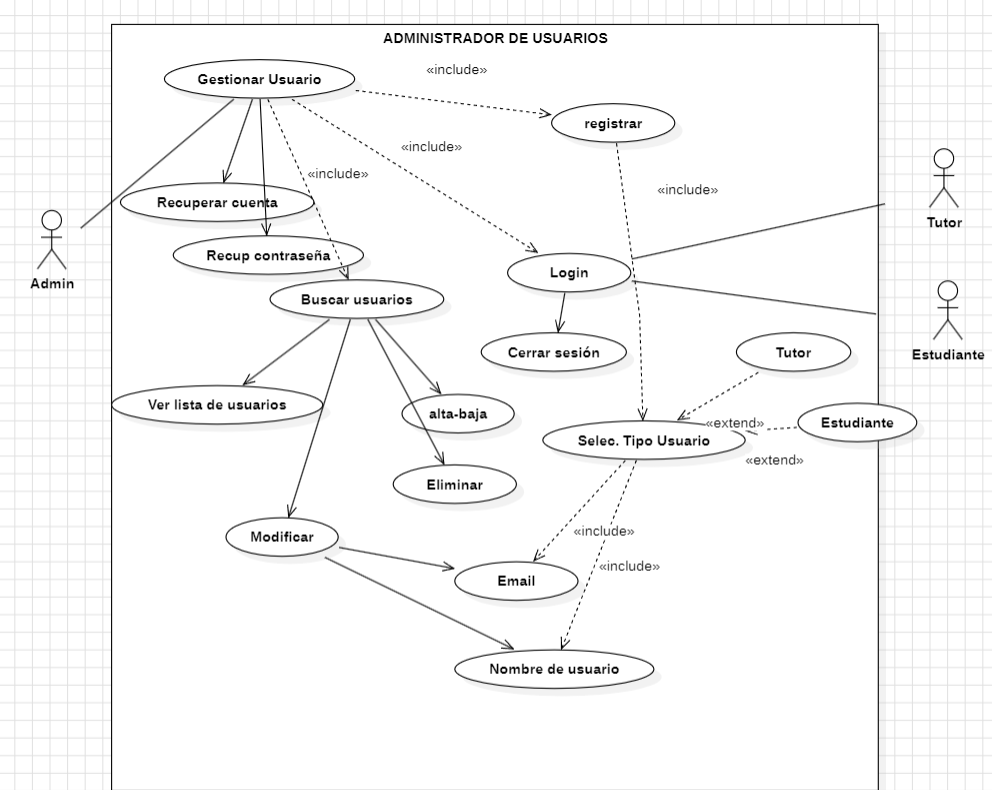 ADMINISTRADOR DE USUARIOS
Gestionar Usuario
«include»
registrar
«include»
«include»
«include»
Recuperar cuenta
Tutor
Recup contraseña
Login
Admin
Buscar usuarios
Cerrar sesión
Tutor
Estudiante
Ver lista de usuarios
alta-baja
«extend»
Estudiante
Selec. Tipo Usuario
«extend»
Eliminar
Modificar
«include»
«include»
Email
Nombre de usuario